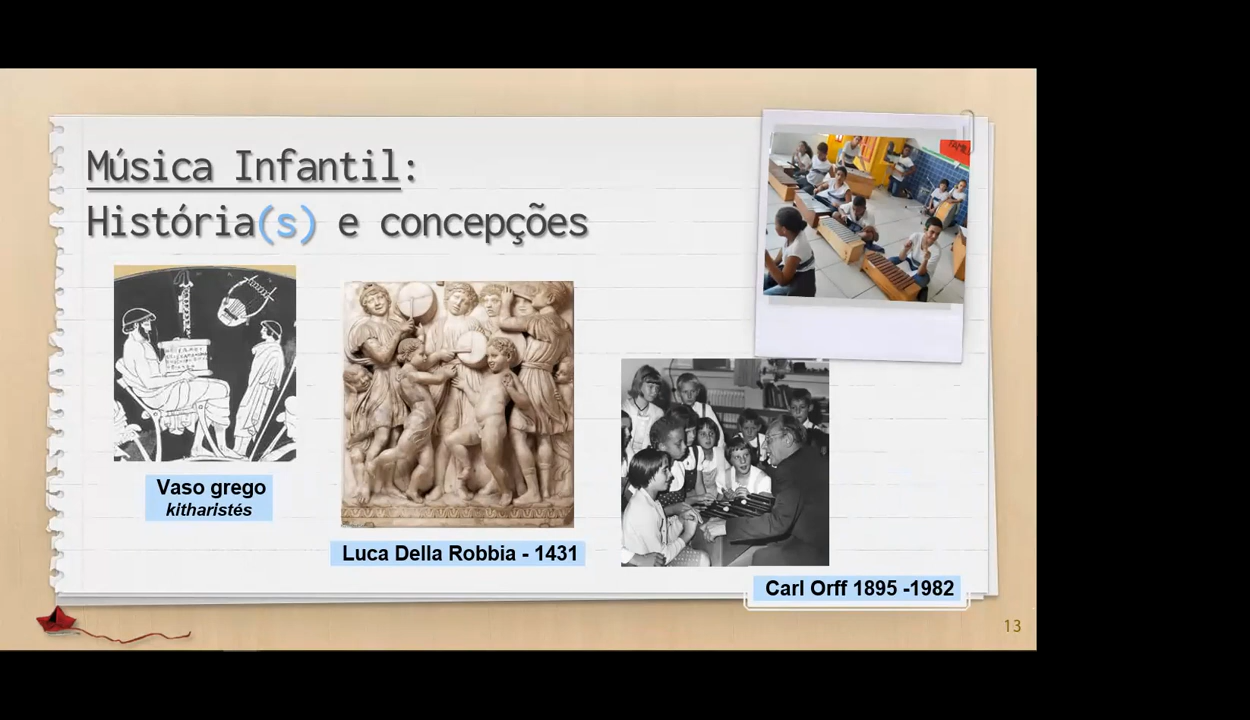 Música Infantil:
História(s) e concepções
Vaso grego
kitharistés
Luca Della Robbia - 1431
Carl Orff 1895 -1982
13